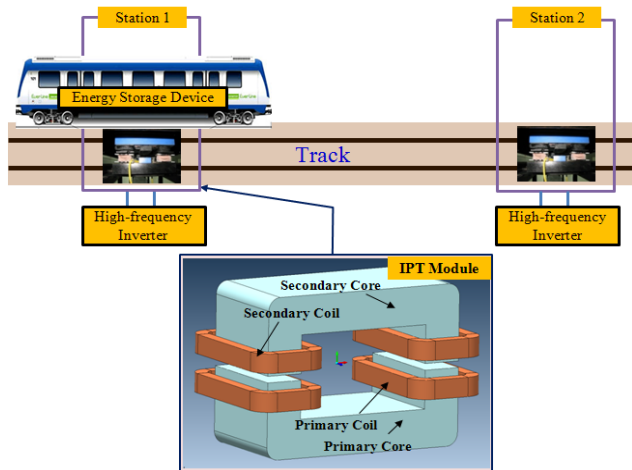 Station 1
Station 2
Energy Storage Device
Track
High-frequency
Inverter
High-frequency
Inverter
IPT Module
Secondary Core
Secondary Coil
Primary Coil
Primary Core